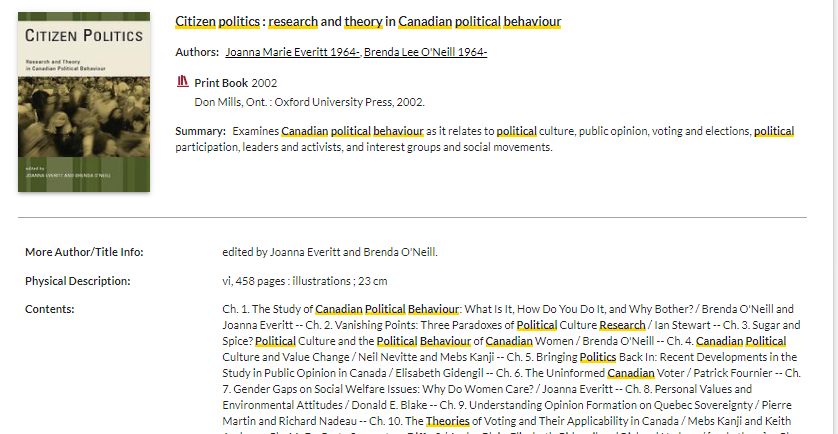 CITIZEN POLITICS
Research and Theory
in Canadian Political Behaviour
edited by
JOANNA EVERITT AND BRENDA O'NEILL
Citizen politics : research and theory in Canadian political behaviour
Authors: Joanna Marie Everitt 1964-, Brenda Lee O'Neill 1964-
Print Book 2002
Don Mills, Ont. : Oxford University Press, 2002.
Summary: Examines Canadian political behaviour as it relates to political culture, public opinion, voting and elections, political
participation, leaders and activists, and interest groups and social movements.
More Author/Title Info: edited by Joanna Everitt and Brenda O'Neill.
Physical Description: vi, 458 pages : illustrations ; 23 cm
Contents: Ch. 1. The Study of Canadian Political Behaviour: What Is It, How Do You Do It, and Why Bother? / Brenda O'Neill and
Joanna Everitt -- Ch. 2. Vanishing Points: Three Paradoxes of Political Culture Research / Ian Stewart -- Ch. 3. Sugar and
Spice? Political Culture and the Political Behaviour of Canadian Women / Brenda O'Neill -- Ch. 4. Canadian Political
Culture and Value Change / Neil Nevitte and Mebs Kanji -- Ch. 5. Bringing Politics Back In: Recent Developments in the
Study in Public Opinion in Canada / Elisabeth Gidengil -- Ch. 6. The Uninformed Canadian Voter / Patrick Fournier -- Ch.
7. Gender Gaps on Social Welfare Issues: Why Do Women Care? / Joanna Everitt -- Ch. 8. Personal Values and
Environmental Attitudes / Donald E. Blake -- Ch. 9. Understanding Opinion Formation on Quebec Sovereignty / Pierre
Martin and Richard Nadeau -- Ch. 10. The Theories of Voting and Their Applicability in Canada / Mebs Kanji and Keith